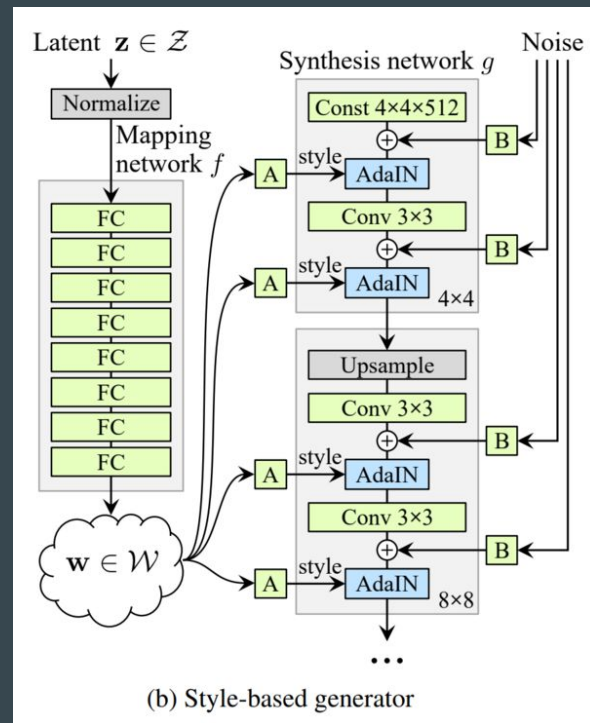 Latent z ∈ 𝒵
Normalize
Mapping
network f
FC
FC
FC
FC
FC
FC
FC
FC
w ∈ 𝒲
A
A
A
A
style
style
style
style
Synthesis network g
Const 4×4×512
+
AdaIN
Conv 3×3
+
AdaIN
4×4
Upsample
Conv 3×3
+
AdaIN
Conv 3×3
+
AdaIN
8×8
...
Noise
B
B
B
B
(b) Style-based generator